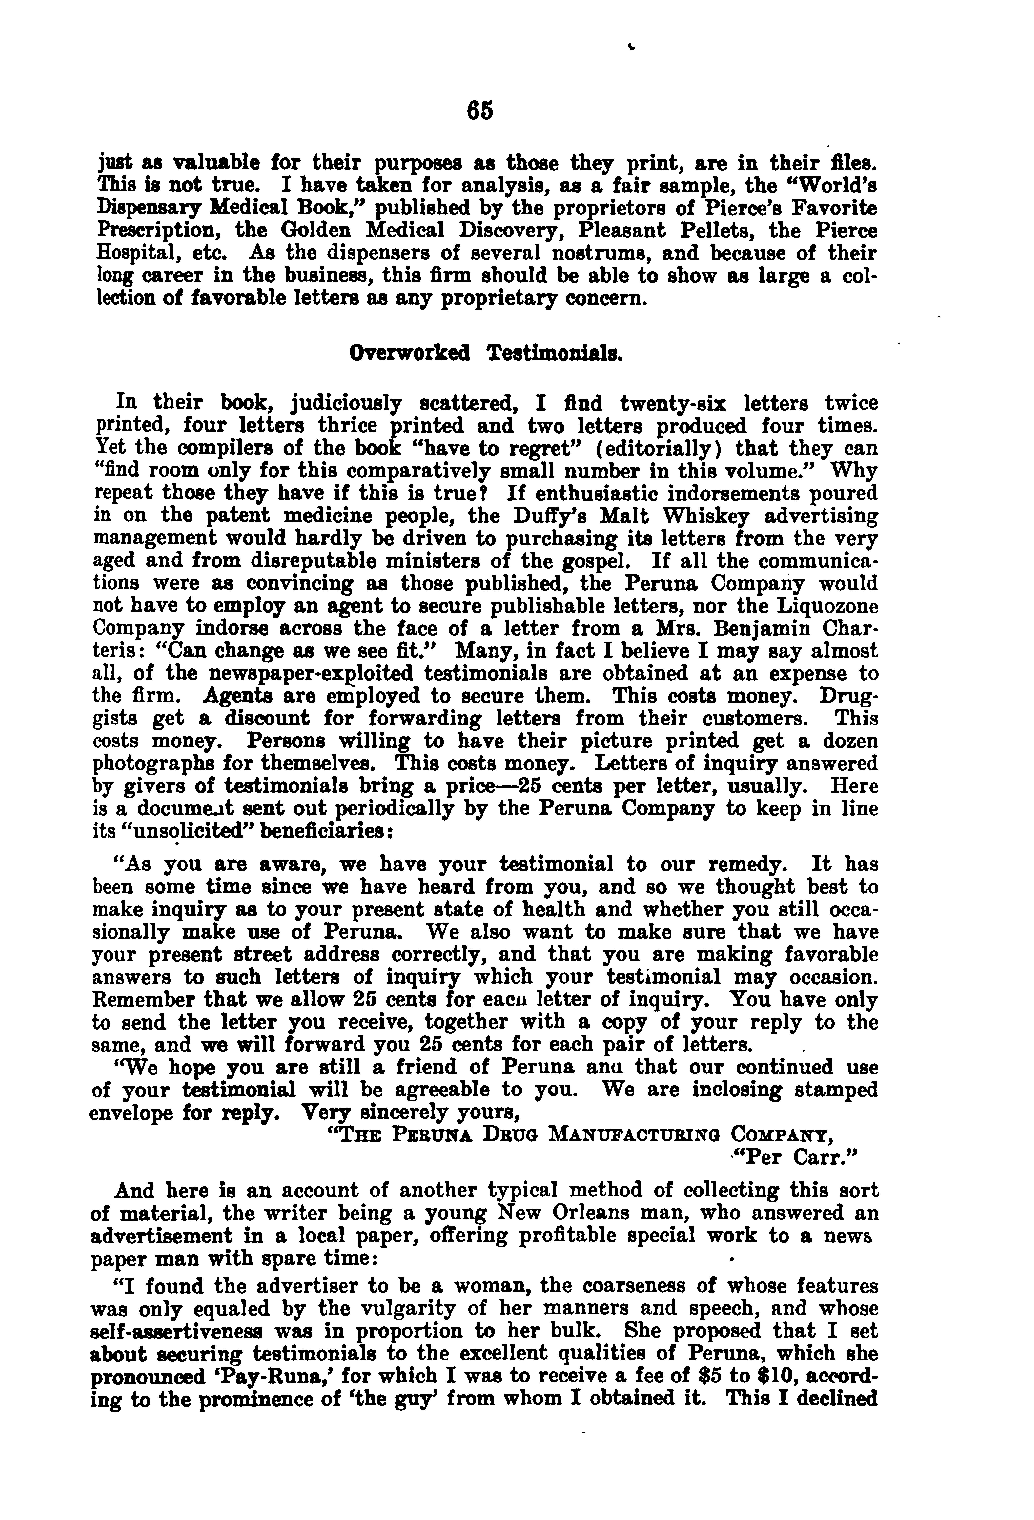 65
just as valuable for their purposes as those they print, are in their files.
This is not true. I have taken for analysis, as a fair sample, the “World’s
Dispensary Medical Book,” published by the proprietors of Pierce’s Favorite
Prescription, the Golden Medical Discovery, Pleasant Pellets, the Pierce
Hospital, etc. As the dispensers of several nostrums, and because of their
long career in the business, this firm should be able to show as large a col-
lection of favorable letters as any proprietary concern.
Overworked Testimonials.
In their book, judiciously scattered, I find twenty-six letters twice
printed, four letters thrice printed and two letters produced four times.
Yet the compilers of the book “have to regret” (editorially) that they can
“find room only for this comparatively small number in this volume.” Why
repeat those they have if this is true? If enthusiastic indorsements poured
in on the patent medicine people, the Duffy’s Malt Whiskey advertising
management would hardly be driven to purchasing its letters from the very
aged and from disreputable ministers of the gospel. If all the communica-
tions were as convincing as those published, the Peruna Company would
not have to employ an agent to secure publishable letters, nor the Liquozone
Company indorse across the face of a letter from a Mrs. Benjamin Char-
teris: “Can change as we see fit.” Many, in fact I believe I may say almost
all, of the newspaper-exploited testimonials are obtained at an expense to
the firm. Agents are employed to secure them. This costs money. Drug-
gists get a discount for forwarding letters from their customers. This
costs money. Persons willing to have their picture printed get a dozen
photographs for themselves. This costs money. Letters of inquiry answered
by givers of testimonials bring a price—25 cents per letter, usually. Here
is a document sent out periodically by the Peruna Company to keep in line
its “unsolicited” beneficiaries:
“As you are aware, we have your testimonial to our remedy. It has
been some time since we have heard from you, and so we thought best to
make inquiry as to your present state of health and whether you still occa-
sionally make use of Peruna. We also want to make sure that we have
your present street address correctly, and that you are making favorable
answers to such letters of inquiry which your testimonial may occasion.
Remember that we allow 25 cents for each letter of inquiry. You have only
to send the letter you receive, together with a copy of your reply to the
same, and we will forward you 25 cents for each pair of letters.
“We hope you are still a friend of Peruna and that our continued use
of your testimonial will be agreeable to you. We are inclosing stamped
envelope for reply. Very sincerely yours,
“THE PERUNA DRUG MANUFACTURING COMPANY,
“Per Carr.”
And here is an account of another typical method of collecting this sort
of material, the writer being a young New Orleans man, who answered an
advertisement in a local paper, offering profitable special work to a news
paper man with spare time:
“I found the advertiser to be a woman, the coarseness of whose features
was only equaled by the vulgarity of her manners and speech, and whose
self-assertiveness was in proportion to her bulk. She proposed that I set
about securing testimonials to the excellent qualities of Peruna, which she
pronounced ‘Pay-Runa,’ for which I was to receive a fee of $5 to $10, accord-
ing to the prominence of ‘the guy’ from whom I obtained it. This I declined